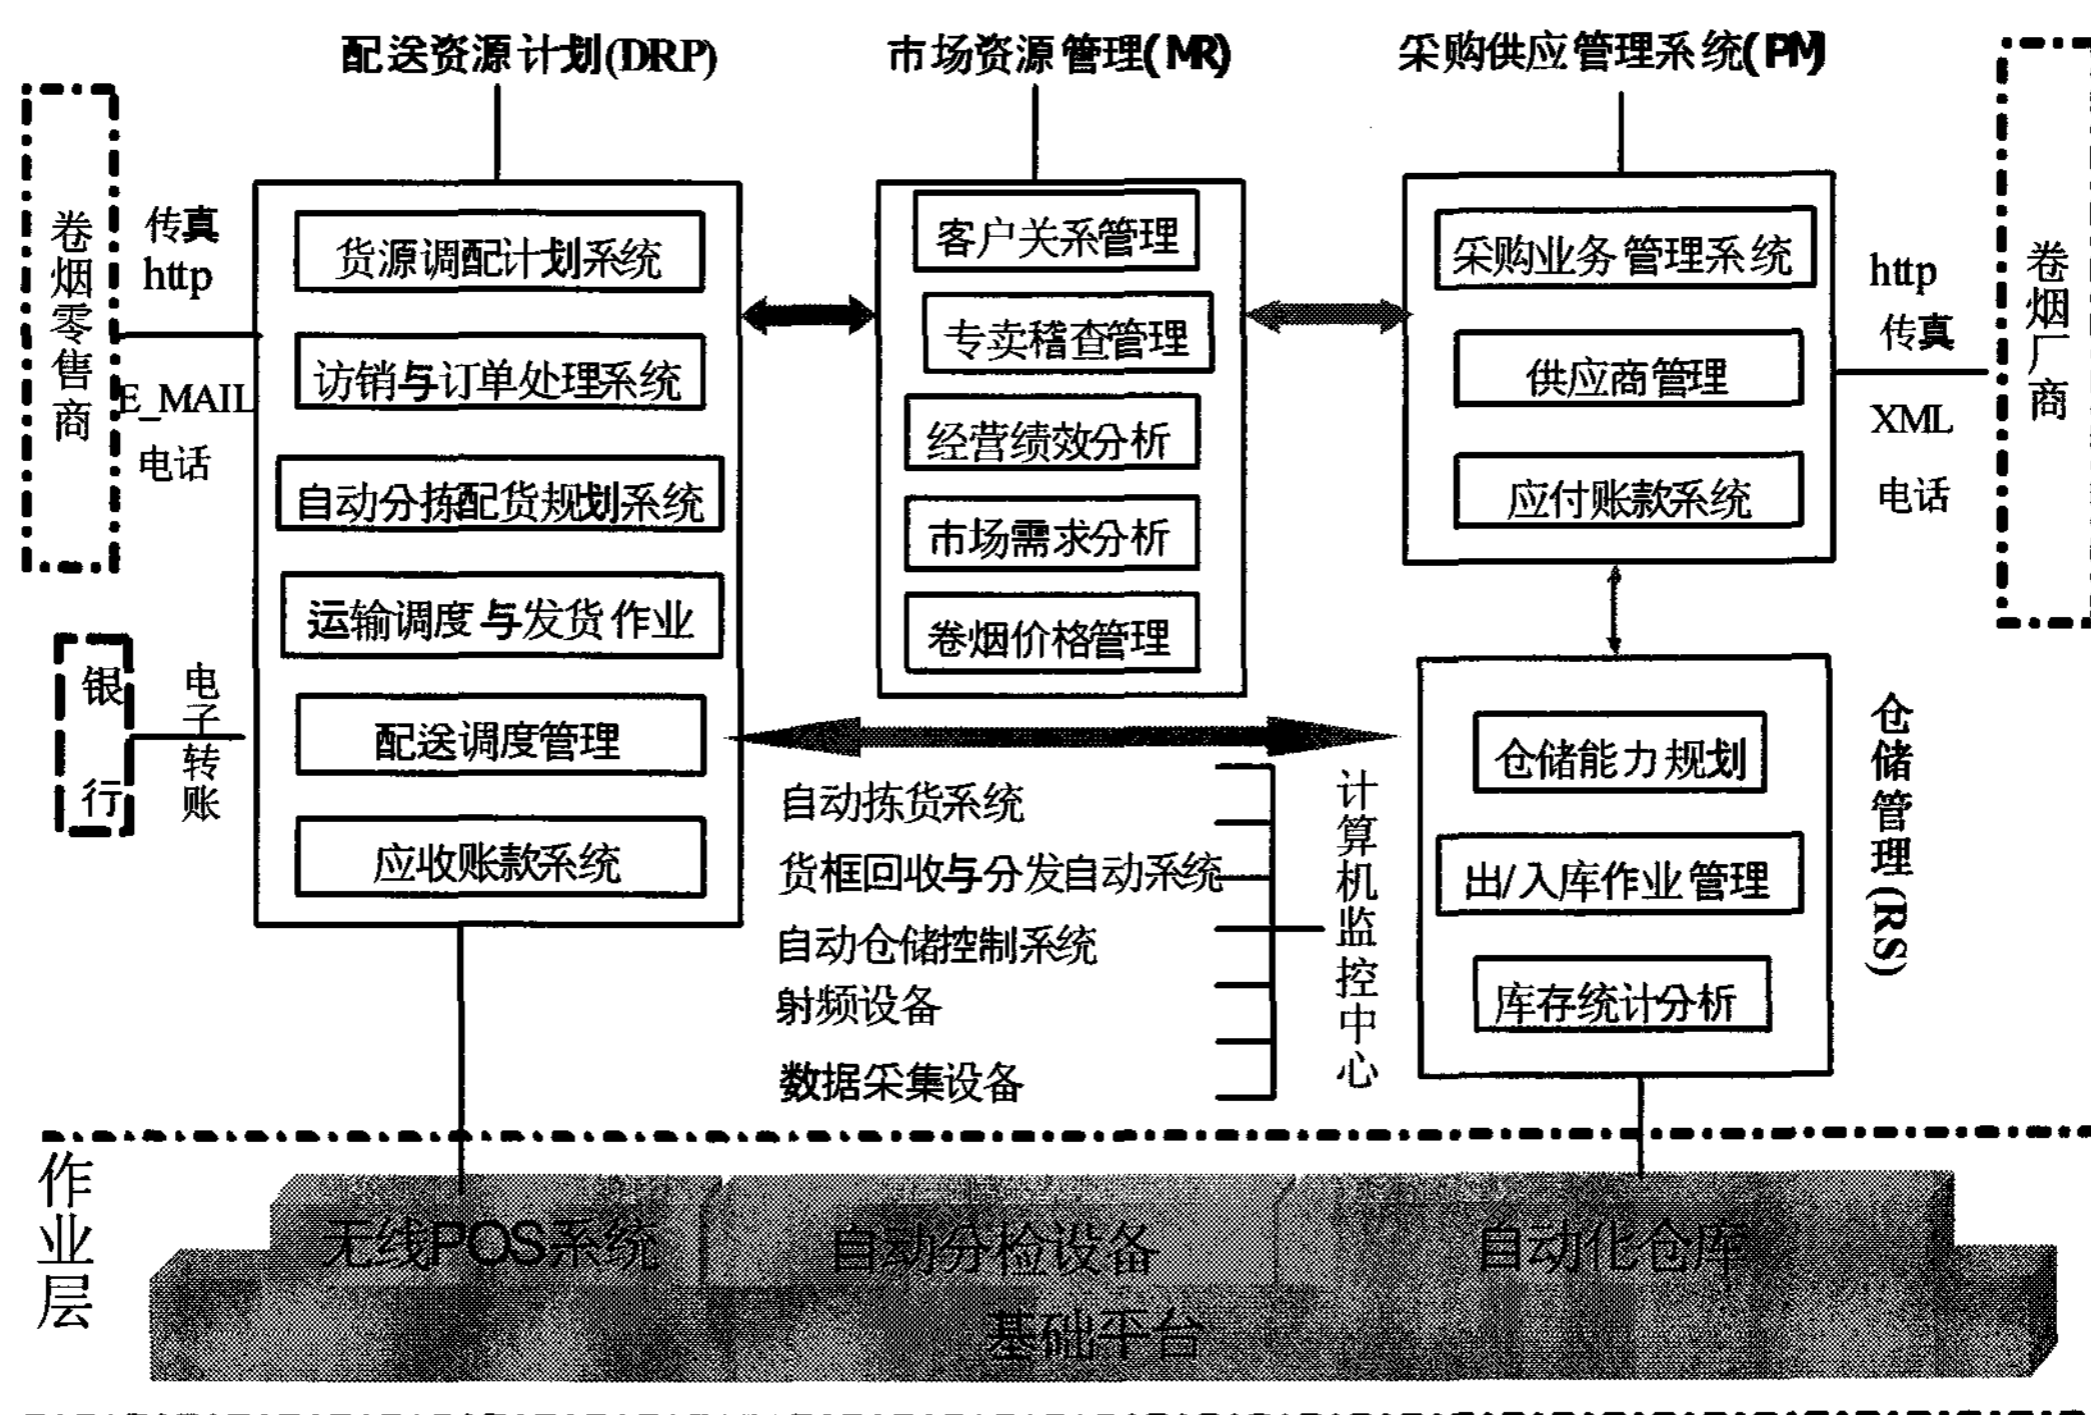 配送资源计划(DRP)
市场资源管理(MR)
采购供应管理系统(PM)
卷烟零售商
传真
http
E_MAIL
电话
银行
电子转账
货源调配计划系统
访销与订单处理系统
自动分拣配货规划系统
运输调度与发货作业
配送调度管理
应收账款系统
客户关系管理
专卖稽查管理
经营绩效分析
市场需求分析
卷烟价格管理
采购业务管理系统
供应商管理
应付账款系统
http
传真
XML
电话
卷烟厂商
仓储能力规划
出/入库作业管理
库存统计分析
仓储管理(RS)
自动拣货系统
货框回收与分发自动系统
自动仓储控制系统
射频设备
数据采集设备
计算机监控中心
作业层
无线POS系统
自动分检设备
自动化仓库
基础平台